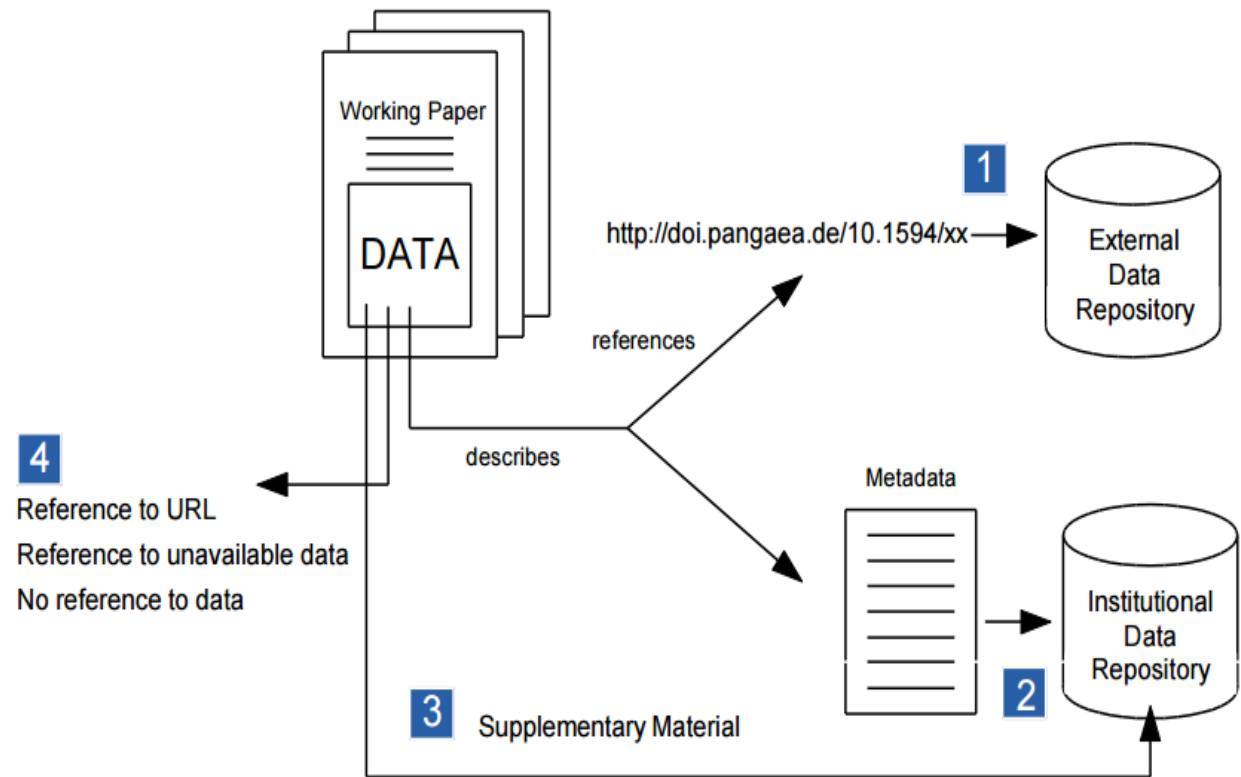 Working Paper
DATA
1
http://doi.pangaea.de/10.1594/xx
External
Data
Repository
references
describes
4
Reference to URL
Reference to unavailable data
No reference to data
Metadata
Institutional
Data
Repository
2
3
Supplementary Material